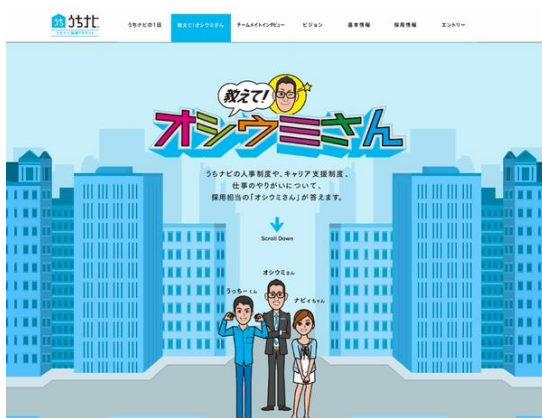 うちナビ
うちナビの1日
教えて!オシウミさん
チームメイトインタビュー
ビジョン
基本情報
採用情報
エントリー
教えて!
オシウミさん
うちナビの人事制度や、キャリア支援制度、
仕事のやりがいについて、
採用担当の「オシウミさん」が答えます。
Scroll Down
オシウミさん
うっちーくん
ナビィちゃん